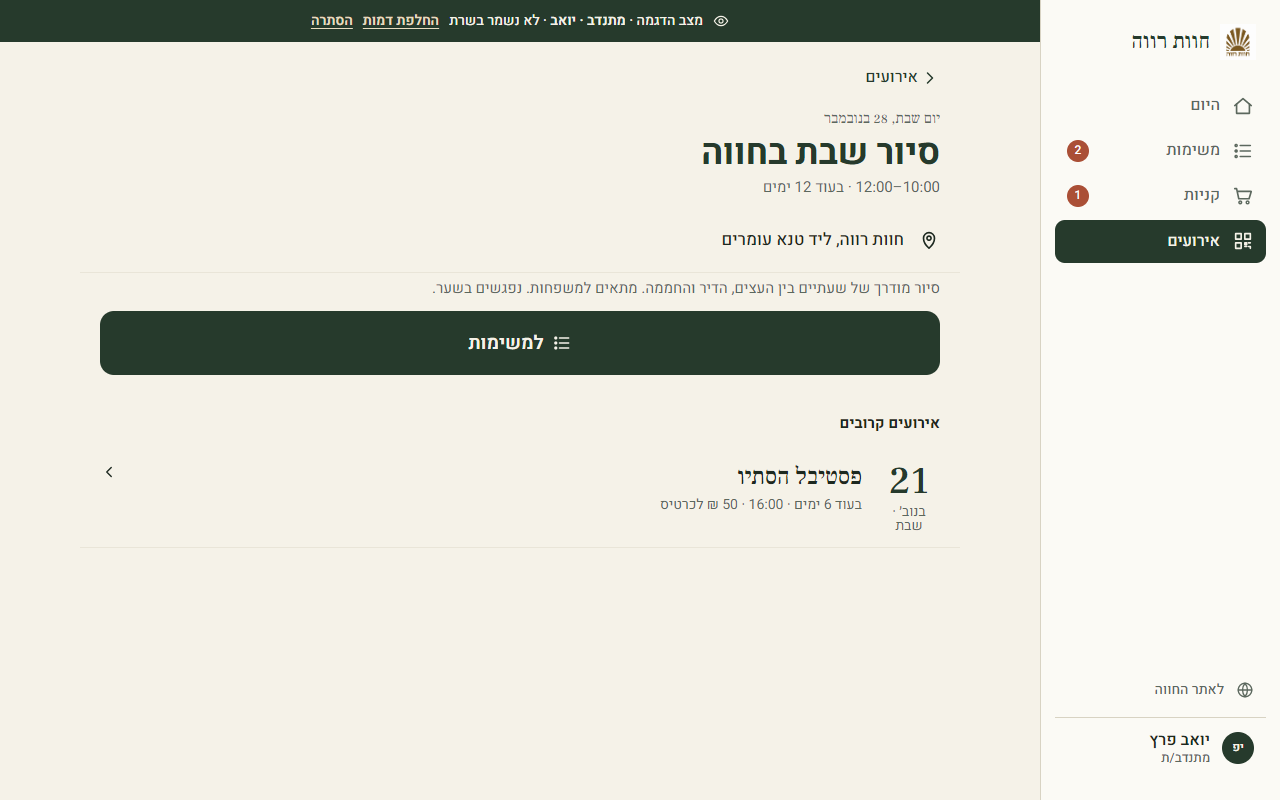 מצב הדגמה · מתנדב · יואב · לא נשמר בשרת החלפת דמות הסתרה
חוות רווה
היום
משימות 2
קניות 1
אירועים
לאתר החווה
יפ
יואב פרץ
מתנדב/ת
אירועים
יום שבת, 28 בנובמבר
סיור שבת בחווה
10:00–12:00 · בעוד 12 ימים
חוות רווה, ליד טנא עומרים
סיור מודרך של שעתיים בין העצים, הדיר והחממה. מתאים למשפחות. נפגשים בשער.
למשימות
אירועים קרובים
21
בנוב׳ ·
שבת
פסטיבל הסתיו
בעוד 6 ימים · 16:00 · 50 ₪ לכרטיס